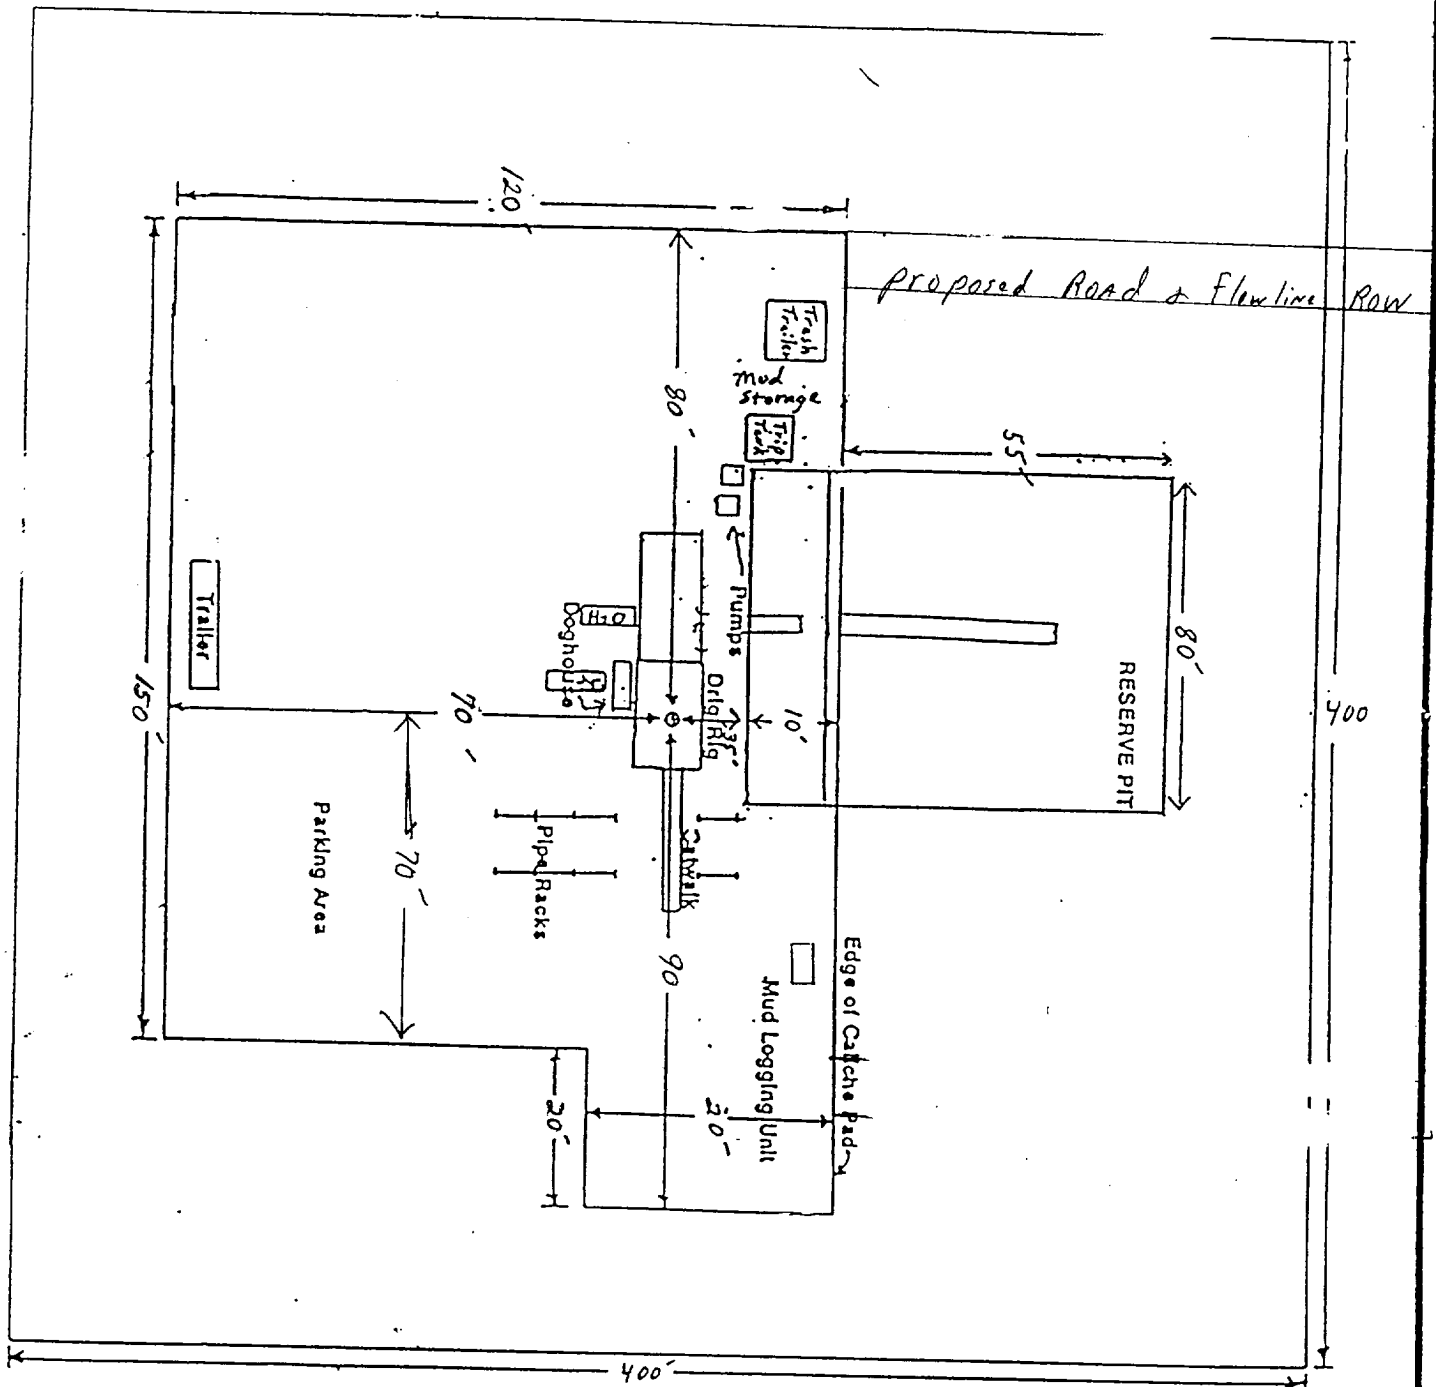 120'
proposed Road & Flowline ROW
Trash
Trailer
Mud
Storage
Trip
Tank
80'
55'
80'
Pumps
RESERVE PIT
400
H2O
Doghouse
Trailer
Drlg Rig
35'
10'
150'
70'
Catwalk
Pipe Racks
70'
Parking Area
90
Edge of Caliche Pad
Mud Logging Unit
20'
20'
400'